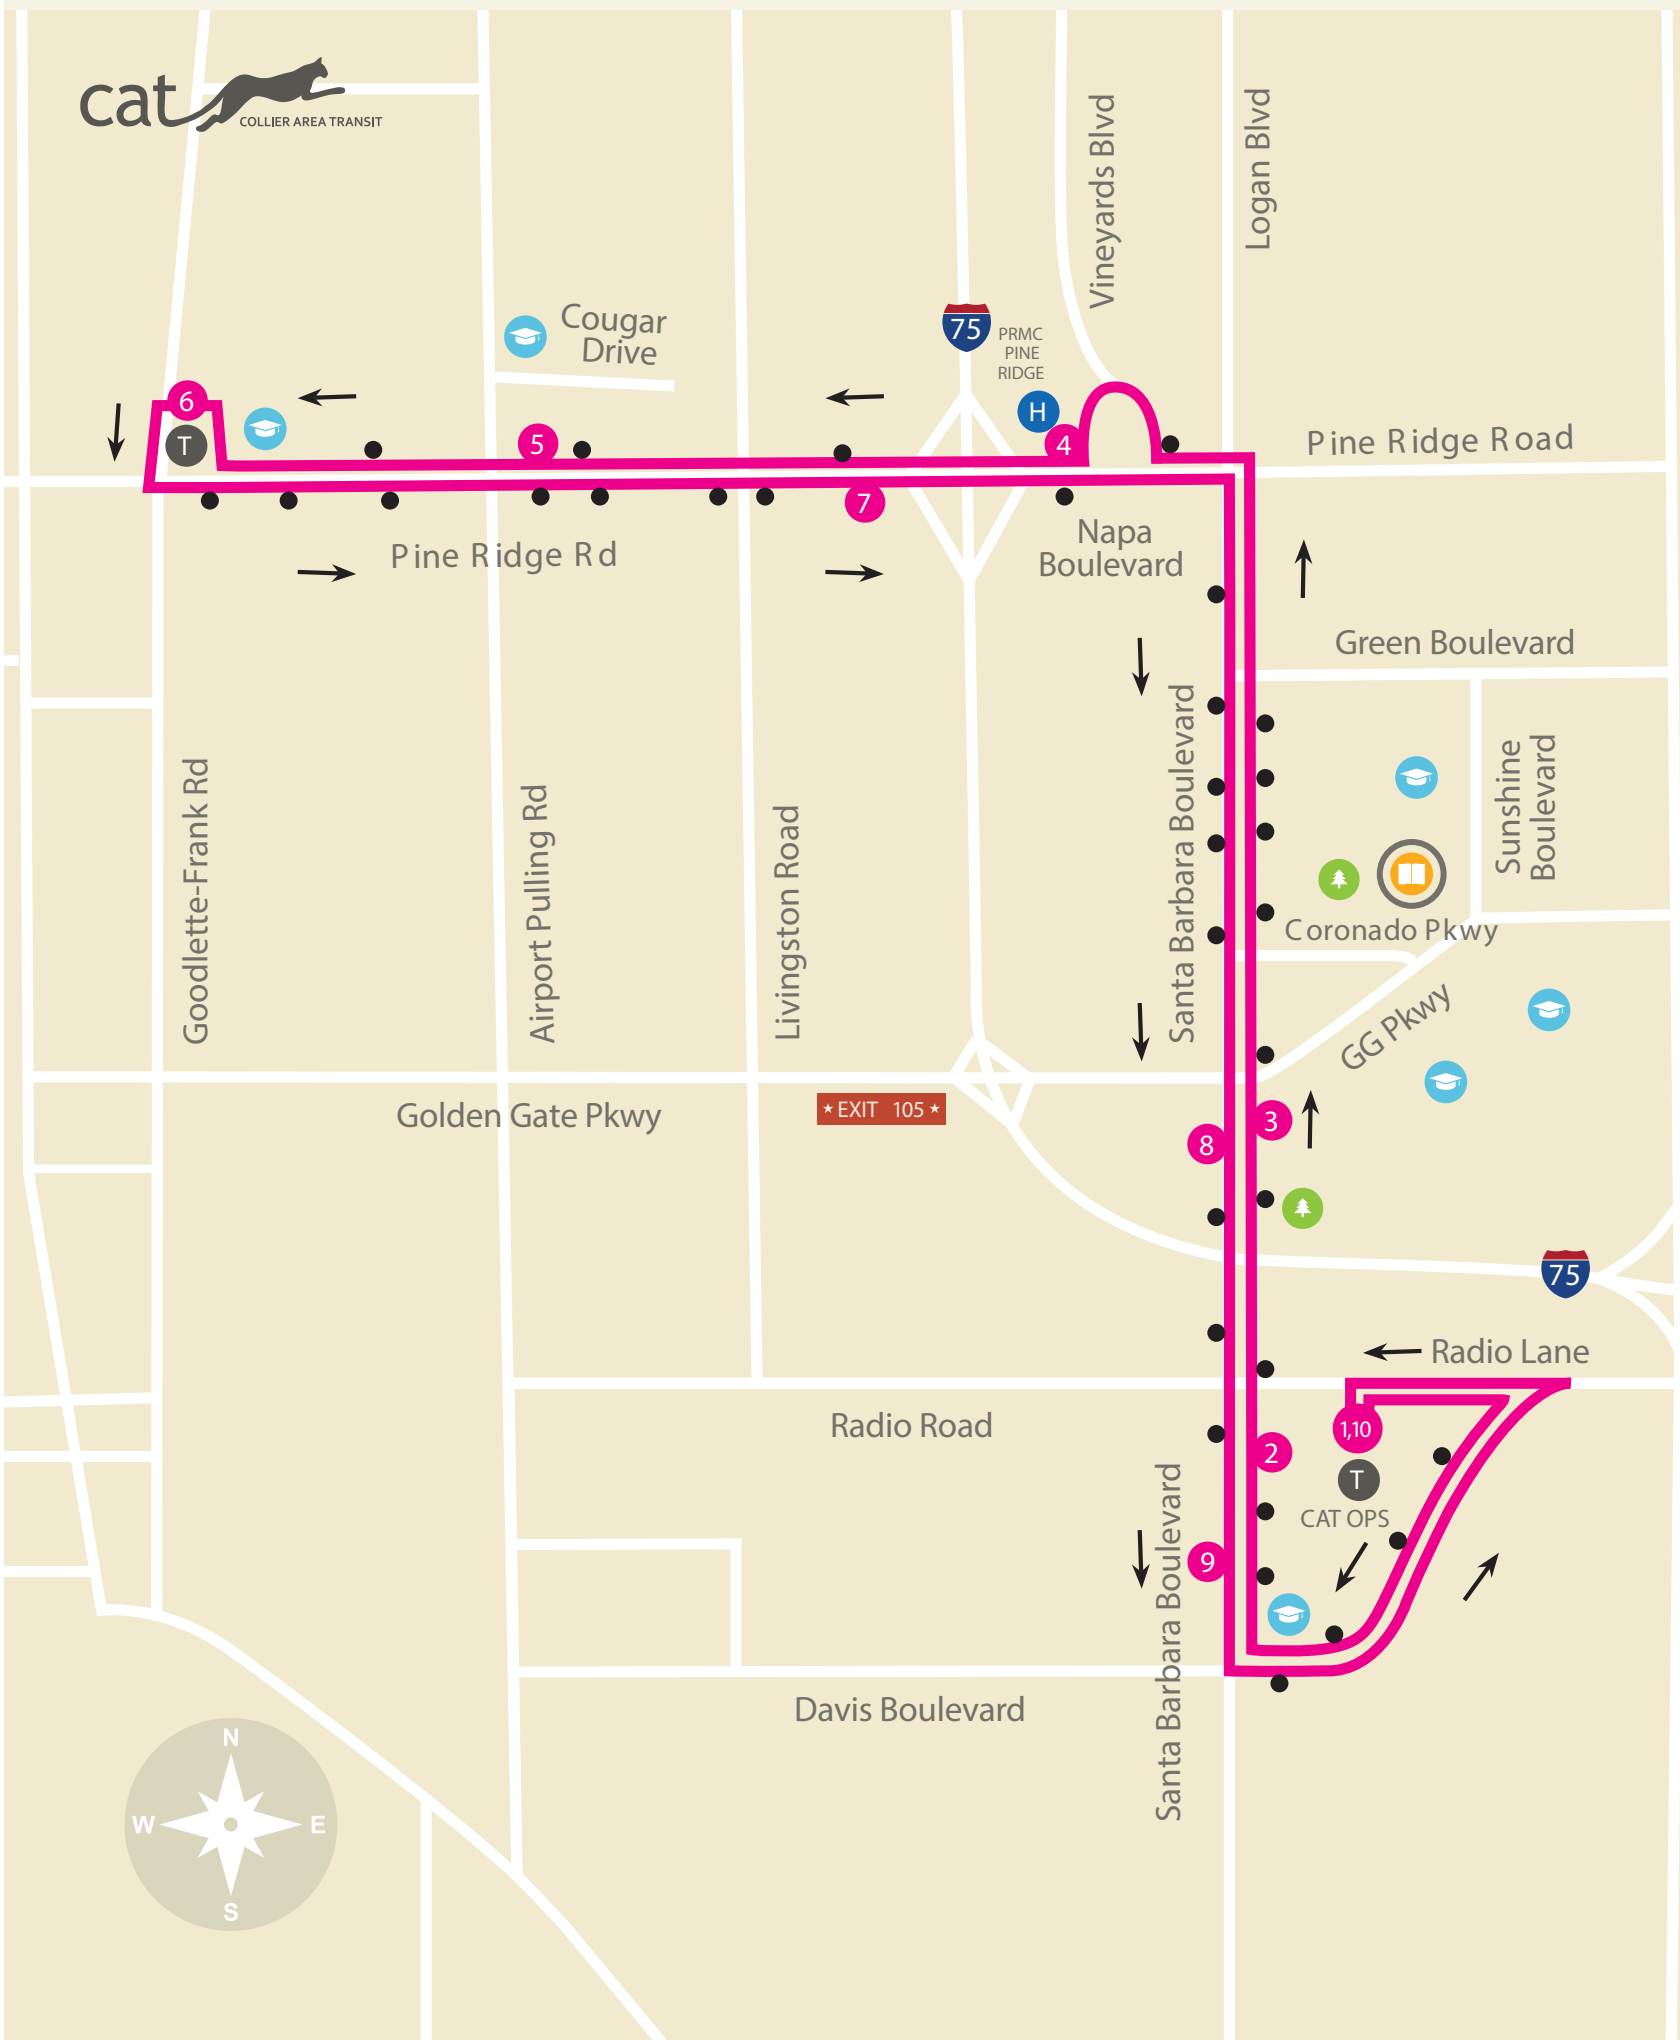 cat
COLLIER AREA TRANSIT
Vineyards Blvd
Logan Blvd
Cougar
Drive
75
PRMC
PINE
RIDGE
H
6
T
5
4
Pine Ridge Road
7
Pine Ridge Rd
Napa
Boulevard
Green Boulevard
Santa Barbara Boulevard
Sunshine
Boulevard
Goodlette-Frank Rd
Airport Pulling Rd
Livingston Road
Coronado Pkwy
GG Pkwy
Golden Gate Pkwy
EXIT 105
3
8
75
Radio Lane
Radio Road
1,10
2
T
CAT OPS
Santa Barbara Boulevard
9
Davis Boulevard
N
W
E
S